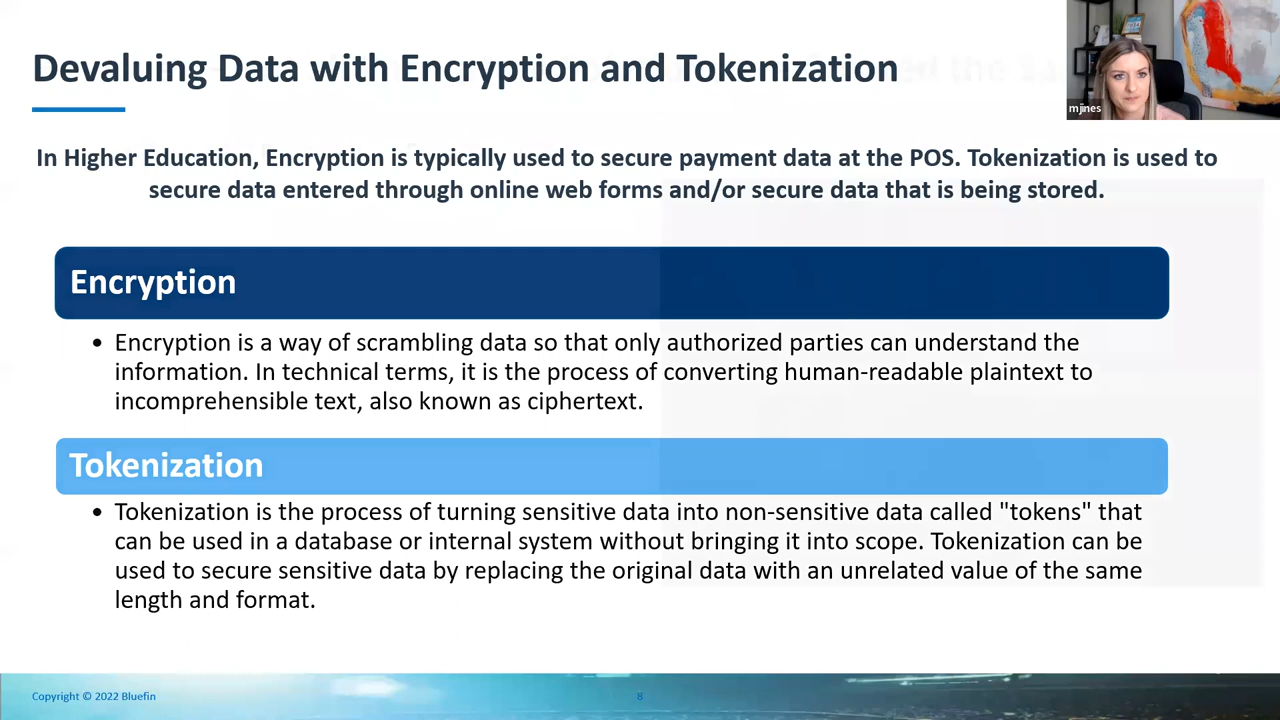 Devaluing Data with Encryption and Tokenization
mjines
In Higher Education, Encryption is typically used to secure payment data at the POS. Tokenization is used to
secure data entered through online web forms and/or secure data that is being stored.
Encryption
• Encryption is a way of scrambling data so that only authorized parties can understand the
information. In technical terms, it is the process of converting human-readable plaintext to
incomprehensible text, also known as ciphertext.
Tokenization
• Tokenization is the process of turning sensitive data into non-sensitive data called "tokens" that
can be used in a database or internal system without bringing it into scope. Tokenization can be
used to secure sensitive data by replacing the original data with an unrelated value of the same
length and format.
Copyright © 2022 Bluefin
8